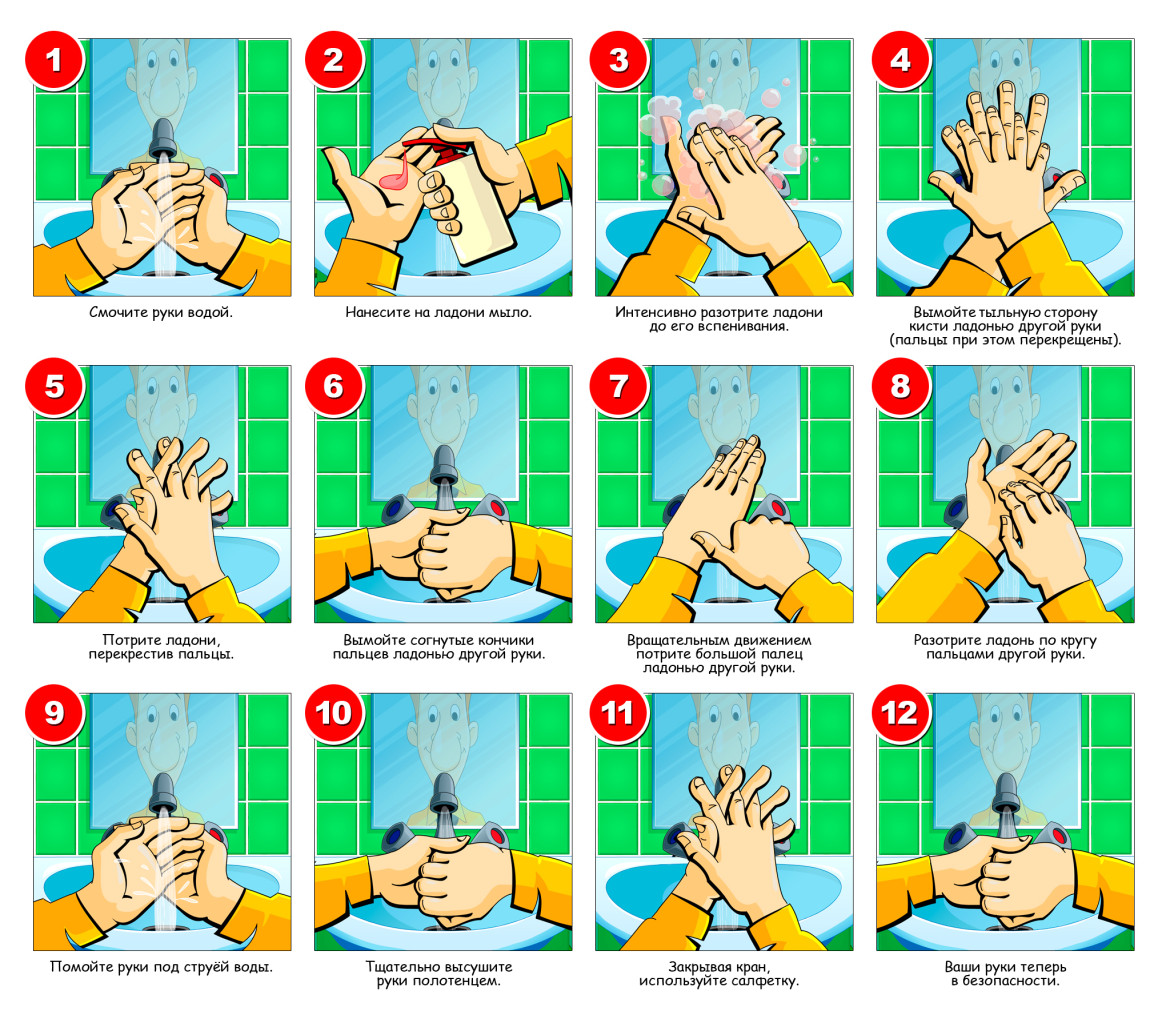 1
Смочите руки водой.
2
Нанесите на ладони мыло.
3
Интенсивно разотрите ладони
до его вспенивания.
4
Вымойте тыльную сторону
кисти ладонью другой руки
(пальцы при этом перекрещены).
5
Потрите ладони,
перекрестив пальцы.
6
Вымойте согнутые кончики
пальцев ладонью другой руки.
7
Вращательным движением
потрите большой палец
ладонью другой руки.
8
Разотрите ладонь по кругу
пальцами другой руки.
9
Помойте руки под струёй воды.
10
Тщательно высушите
руки полотенцем.
11
Закрывая кран,
используйте салфетку.
12
Ваши руки теперь
в безопасности.